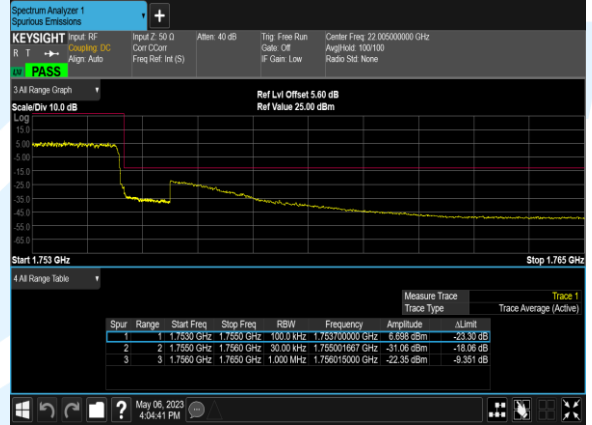 Spectrum Analyzer 1
Spurious Emissions
+
KEYSIGHT Input: RF Input Z: 50 Ω Atten: 40 dB Trig: Free Run Center Freq: 22.005000000 GHz
R T Coupling: DC Corr CCorr Gate: Off Avg|Hold: 100/100
Align: Auto Freq Ref: Int (S) IF Gain: Low Radio Std: None
LW PASS
3 All Range Graph
Ref Lvl Offset 5.60 dB
Scale/Div 10.0 dB Ref Value 25.00 dBm
Log
15.0
5.00
-5.00
-15.0
-25.0
-35.0
-45.0
-55.0
-65.0
Start 1.753 GHz Stop 1.765 GHz
4 All Range Table
Measure Trace Trace 1
Trace Type Trace Average (Active)
Spur Range Start Freq Stop Freq RBW Frequency Amplitude ΔLimit
1 1 1.7530 GHz 1.7550 GHz 100.0 kHz 1.753700000 GHz 6.698 dBm -23.30 dB
2 2 1.7550 GHz 1.7560 GHz 30.00 kHz 1.755001667 GHz -31.06 dBm -18.06 dB
3 3 1.7560 GHz 1.7650 GHz 1.000 MHz 1.756015000 GHz -22.35 dBm -9.351 dB
? May 06, 2023
4:04:41 PM